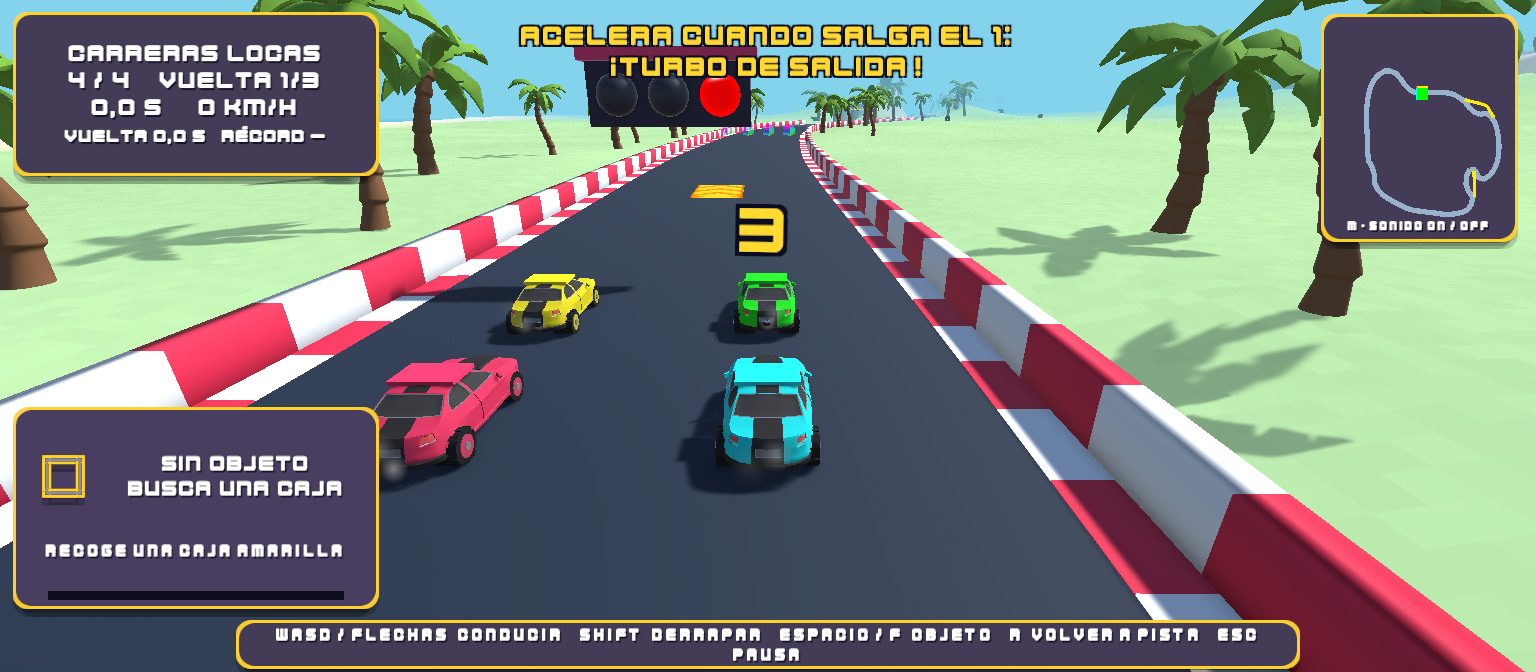 CARRERAS LOCAS
4 / 4 VUELTA 1/3
0,0 S 0 KM/H
VUELTA 0,0 S RÉCORD —
ACELERA CUANDO SALGA EL 1:
¡TURBO DE SALIDA!
3
M · SONIDO ON / OFF
SIN OBJETO
BUSCA UNA CAJA
RECOGE UNA CAJA AMARILLA
WASD / FLECHAS CONDUCIR SHIFT DERRAPAR ESPACIO / F OBJETO R VOLVER A PISTA ESC
PAUSA